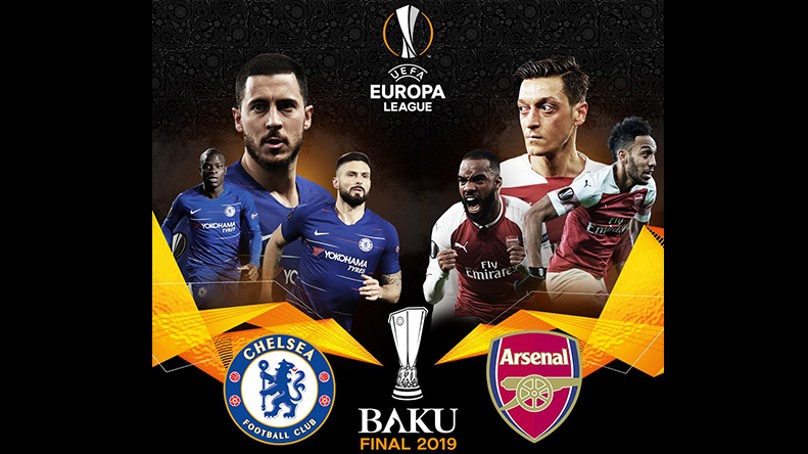 UEFA
EUROPA
LEAGUE
YOKOHAMA
TYRES
YOKOHAMA
TYRES
Fly
Emirates
CHELSEA
FOOTBALL CLUB
Arsenal
BAKU
FINAL 2019